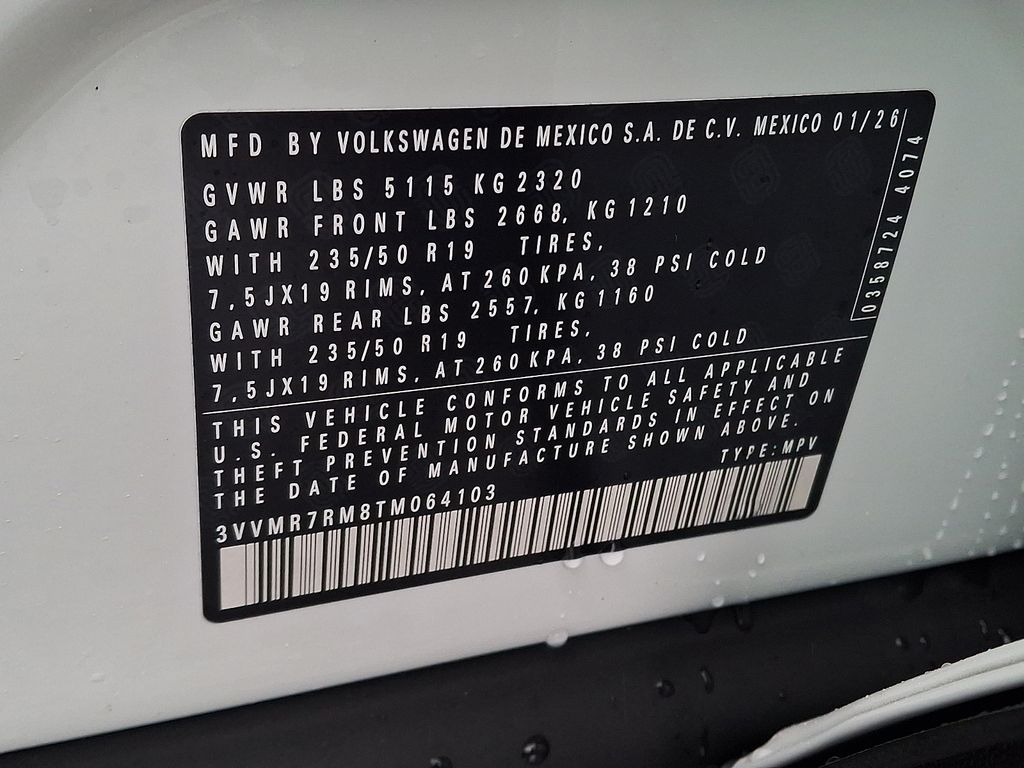 MFD BY VOLKSWAGEN DE MEXICO S.A. DE C.V. MEXICO 01/26
GVWR LBS 5115 KG 2320
GAWR FRONT LBS 2668, KG 1210
WITH 235/50 R19 TIRES,
7,5JX19 RIMS, AT 260 KPA, 38 PSI COLD
GAWR REAR LBS 2557, KG 1160
WITH 235/50 R19 TIRES,
7,5JX19 RIMS, AT 260 KPA, 38 PSI COLD
0358724 4074
THIS VEHICLE CONFORMS TO ALL APPLICABLE
U.S. FEDERAL MOTOR VEHICLE SAFETY AND
THEFT PREVENTION STANDARDS IN EFFECT ON
THE DATE OF MANUFACTURE SHOWN ABOVE.
TYPE: MPV
3VVMR7RM8TM064103